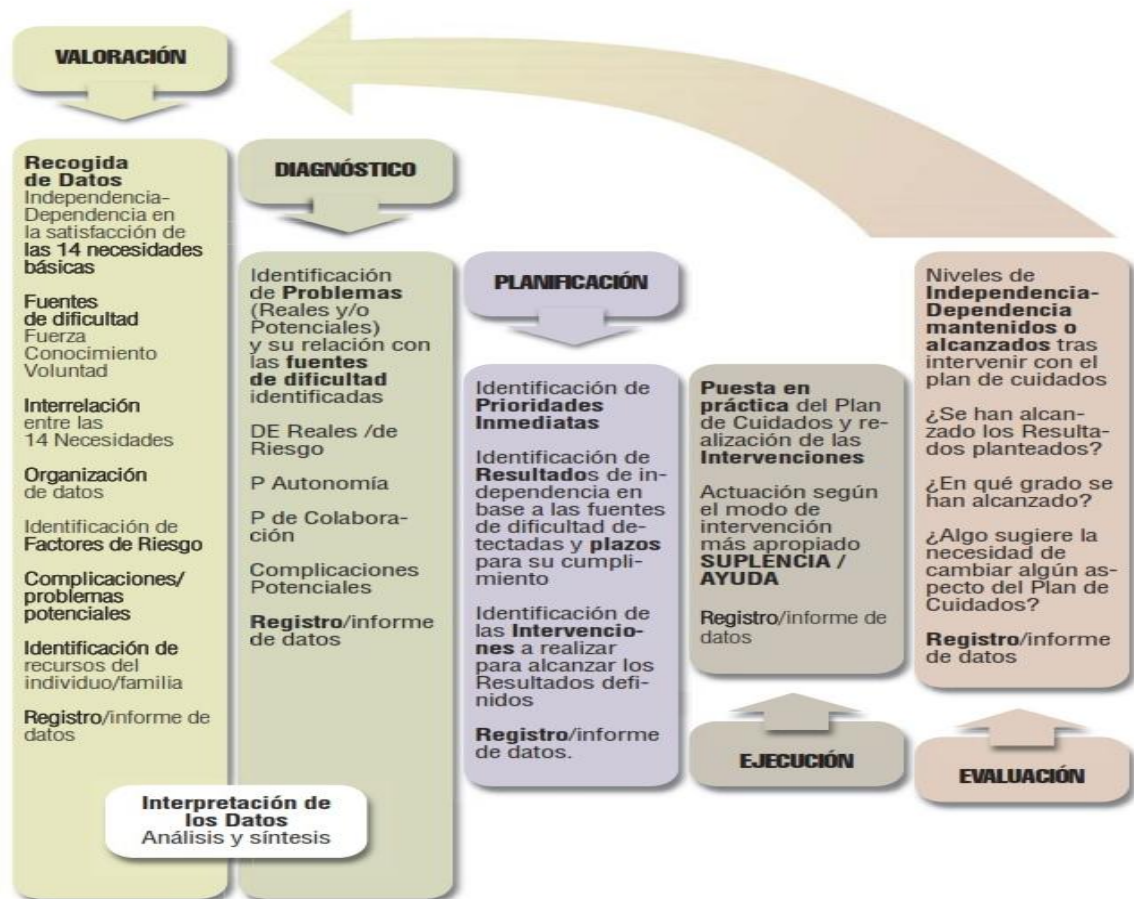 VALORACIÓN
Recogida
de Datos
Independencia-
Dependencia en
la satisfacción de
las 14 necesidades
básicas
Fuentes
de dificultad
Fuerza
Conocimiento
Voluntad
Interrelación
entre las
14 Necesidades
Organización
de datos
Identificación de
Factores de Riesgo
Complicaciones/
problemas
potenciales
Identificación de
recursos del
individuo/familia
Registro/informe de
datos
DIAGNÓSTICO
Identificación
de Problemas
(Reales y/o
Potenciales)
y su relación con
las fuentes
de dificultad
identificadas
DE Reales /de
Riesgo
P Autonomía
P de Colabora-
ción
Complicaciones
Potenciales
Registro/informe
de datos
Interpretación de
los Datos
Análisis y síntesis
PLANIFICACIÓN
Identificación de
Prioridades
Inmediatas
Identificación de
Resultados de in-
dependencia en
base a las fuentes
de dificultad de-
tectadas y plazos
para su cumpli-
miento
Identificación de
las Intervencio-
nes a realizar
para alcanzar los
Resultados defi-
nidos
Registro/informe
de datos.
Puesta en
práctica del Plan
de Cuidados y re-
alización de las
Intervenciones
Actuación según
el modo de
intervención
más apropiado
SUPLENCIA /
AYUDA
Registro/informe de
datos
EJECUCIÓN
Niveles de
Independencia-
Dependencia
mantenidos o
alcanzados tras
intervenir con el
plan de cuidados
¿Se han alcan-
zado los Resulta-
dos planteados?
¿En qué grado se
han alcanzado?
¿Algo sugiere la
necesidad de
cambiar algún as-
pecto del Plan de
Cuidados?
Registro/informe
de datos
EVALUACIÓN